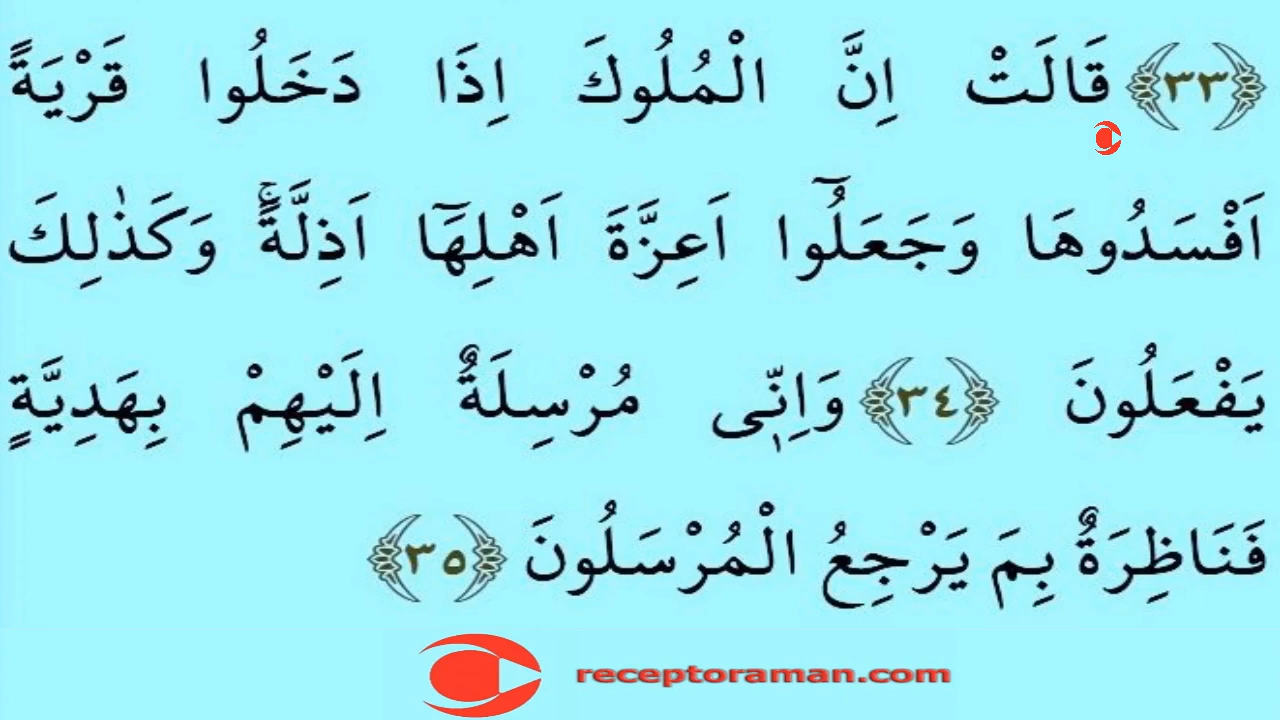 ﴿٣٣﴾ قَالَتْ اِنَّ الْمُلُوكَ اِذَا دَخَلُوا قَرْيَةً
اَفْسَدُوهَا وَجَعَلُٓوا اَعِزَّةَ اَهْلِهَٓا اَذِلَّةًۚ وَكَذٰلِكَ
يَفْعَلُونَ ﴿٣٤﴾ وَاِنّٖى مُرْسِلَةٌ اِلَيْهِمْ بِهَدِيَّةٍ
فَنَاظِرَةٌ بِمَ يَرْجِعُ الْمُرْسَلُونَ ﴿٣٥﴾
receptoraman.com